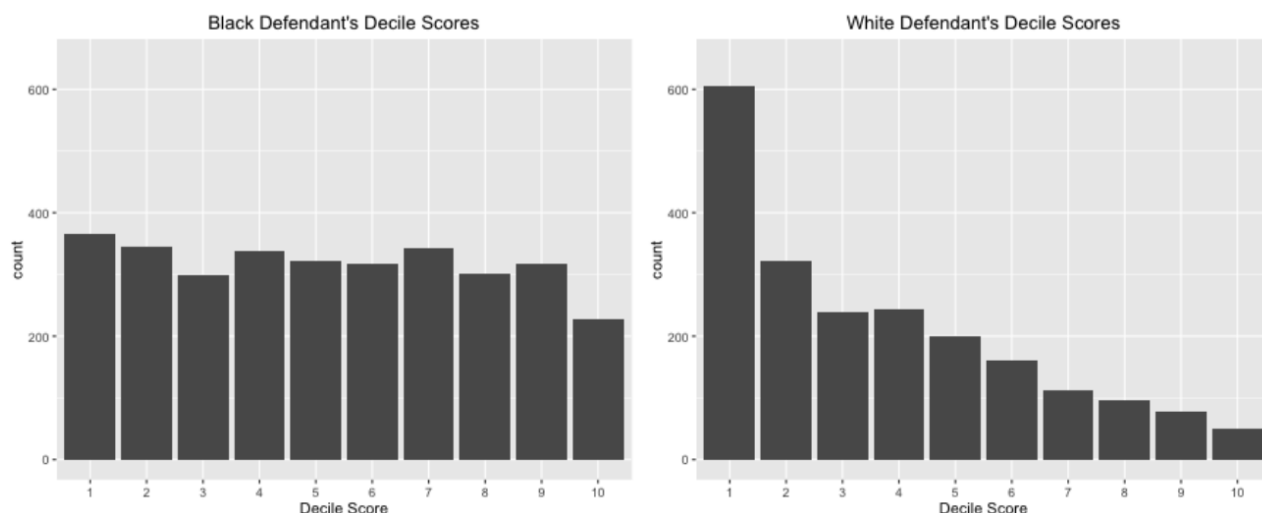 Black Defendant's Decile Scores
600
400
200
0
count
1 2 3 4 5 6 7 8 9 10
Decile Score
White Defendant's Decile Scores
600
400
200
0
count
1 2 3 4 5 6 7 8 9 10
Decile Score